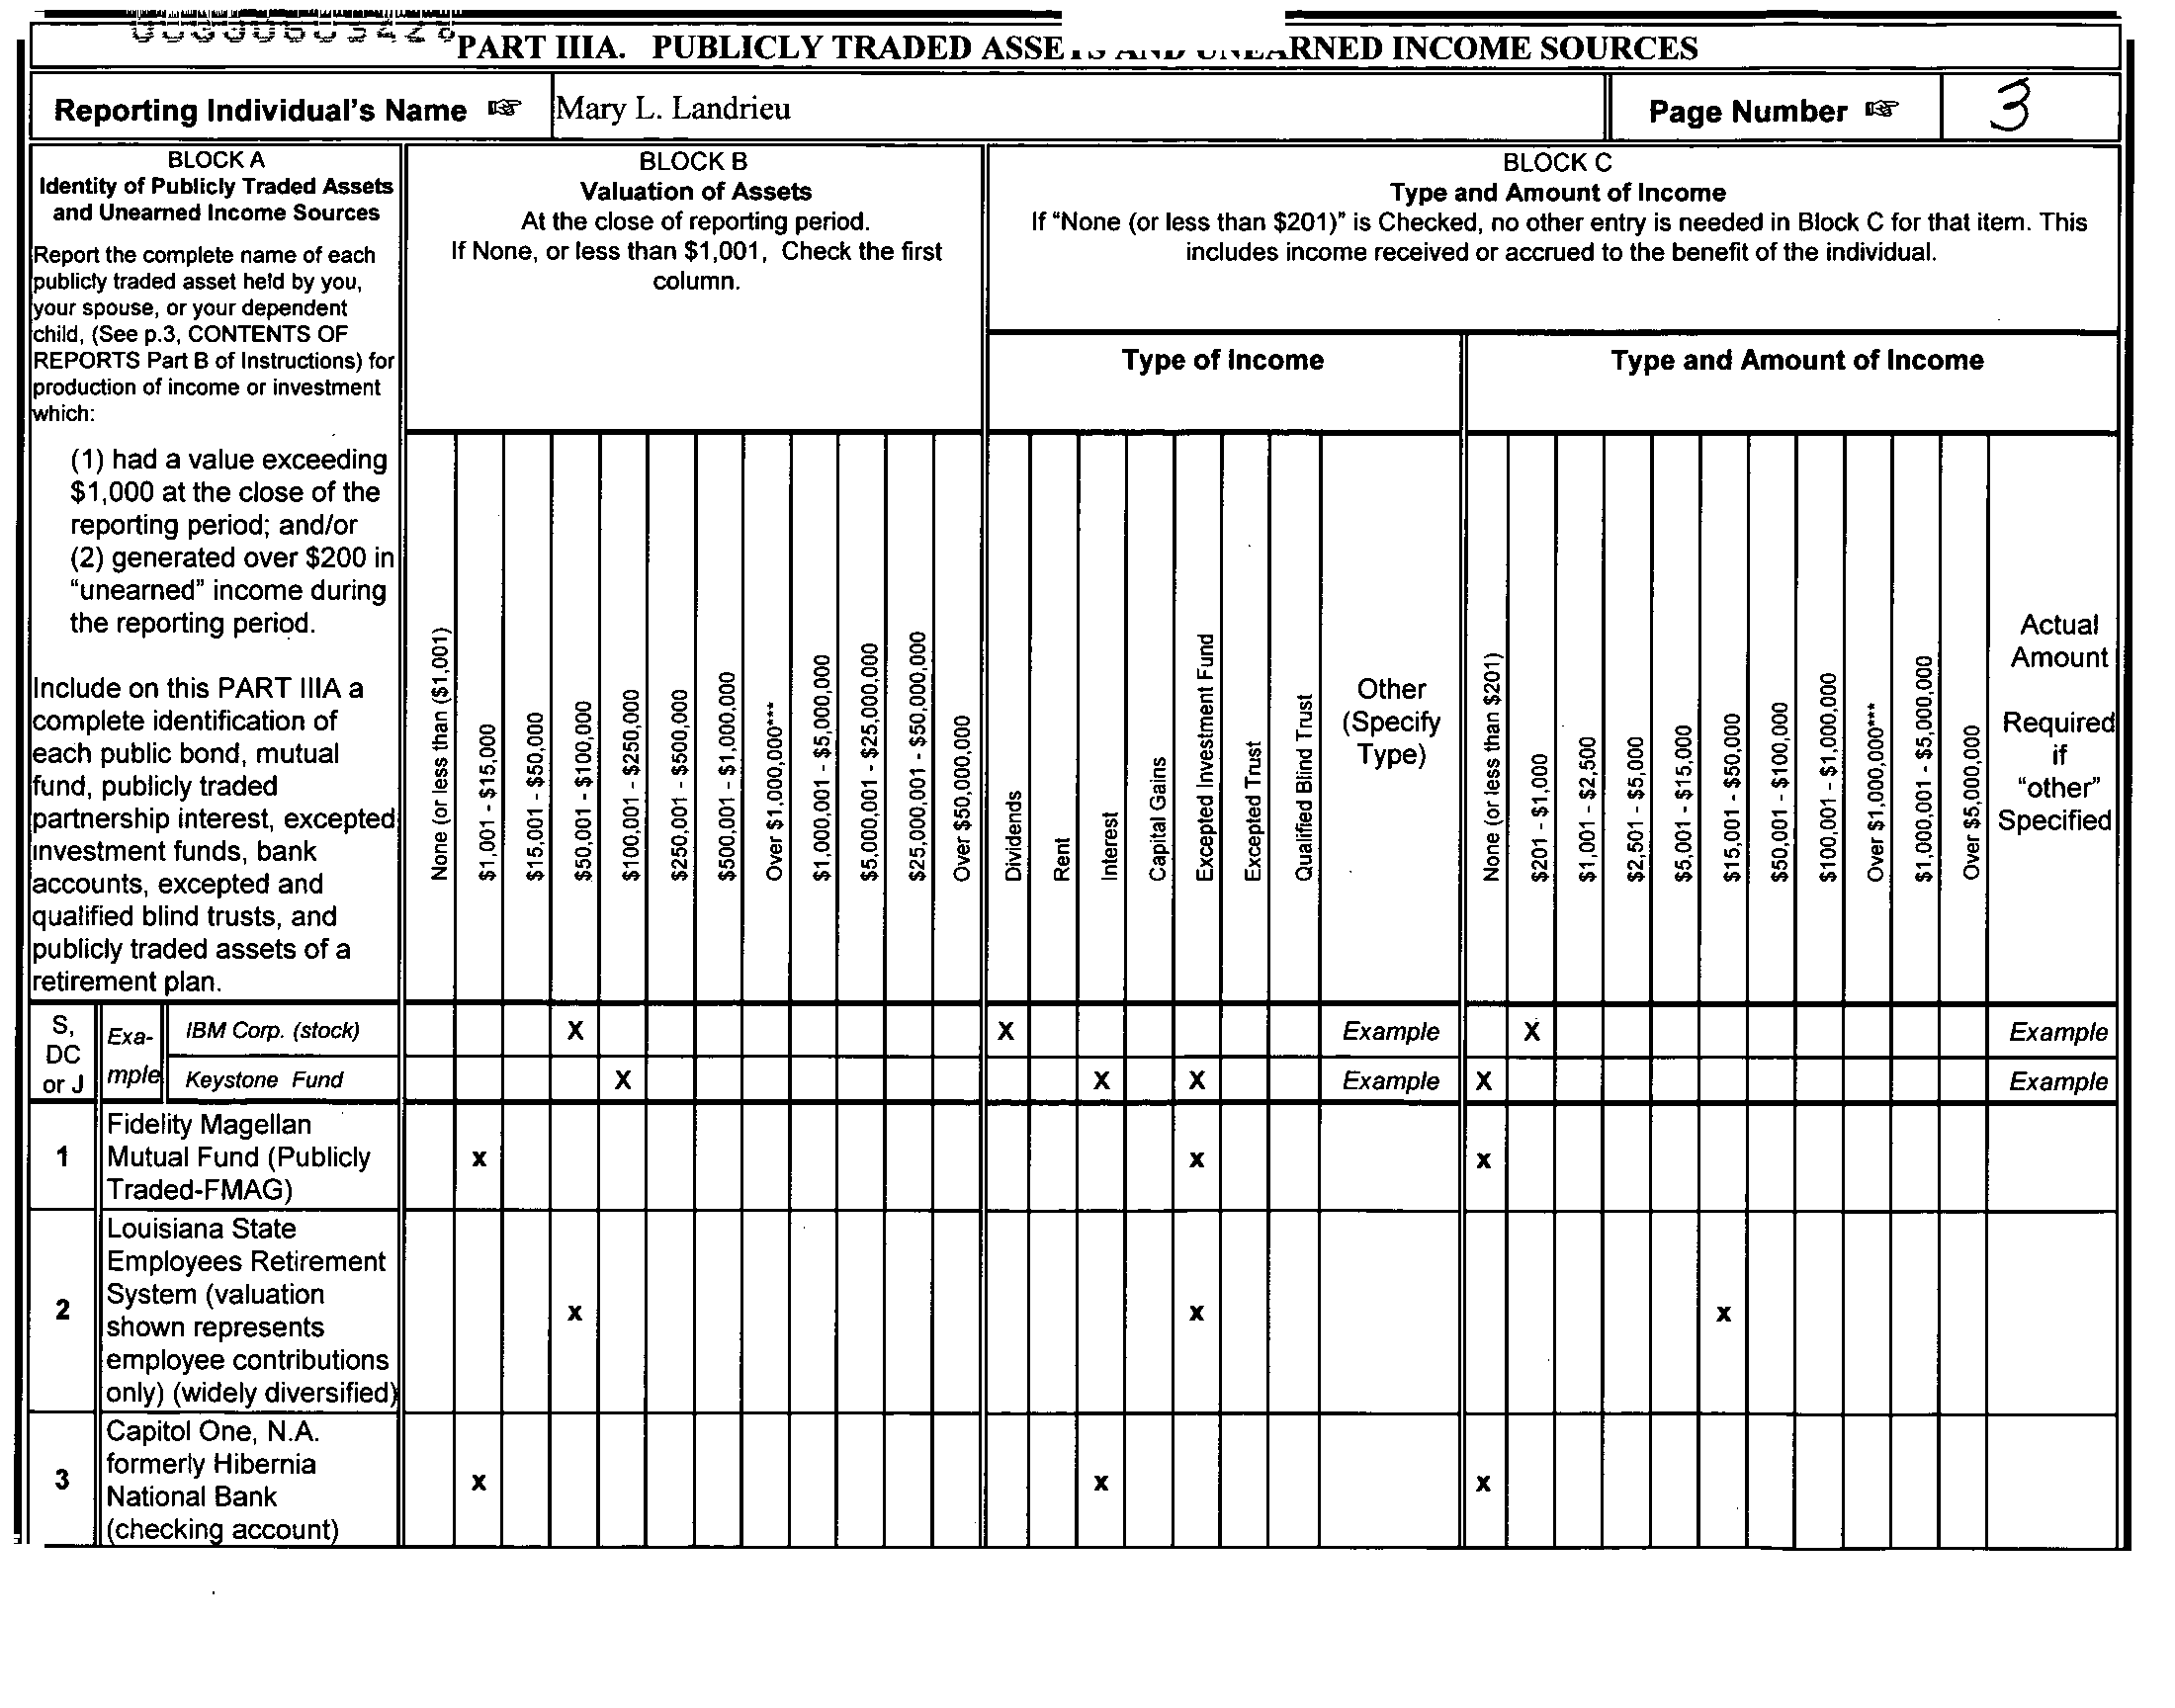 PART IIIA. PUBLICLY TRADED ASSETS AND UNEARNED INCOME SOURCES
Reporting Individual's Name ☞ Mary L. Landrieu Page Number ☞ 3
BLOCK A
Identity of Publicly Traded Assets
and Unearned Income Sources
Report the complete name of each
publicly traded asset held by you,
your spouse, or your dependent
child, (See p.3, CONTENTS OF
REPORTS Part B of Instructions) for
production of income or investment
which:
(1) had a value exceeding
$1,000 at the close of the
reporting period; and/or
(2) generated over $200 in
"unearned" income during
the reporting period.
Include on this PART IIIA a
complete identification of
each public bond, mutual
fund, publicly traded
partnership interest, excepted
investment funds, bank
accounts, excepted and
qualified blind trusts, and
publicly traded assets of a
retirement plan.
BLOCK B
Valuation of Assets
At the close of reporting period.
If None, or less than $1,001, Check the first
column.
None (or less than ($1,001)
$1,001 - $15,000
$15,001 - $50,000
$50,001 - $100,000
$100,001 - $250,000
$250,001 - $500,000
$500,001 - $1,000,000
Over $1,000,000***
$1,000,001 - $5,000,000
$5,000,001 - $25,000,000
$25,000,001 - $50,000,000
Over $50,000,000
BLOCK C
Type and Amount of Income
If "None (or less than $201)" is Checked, no other entry is needed in Block C for that item. This
includes income received or accrued to the benefit of the individual.
Type of Income
Dividends
Rent
Interest
Capital Gains
Excepted Investment Fund
Excepted Trust
Qualified Blind Trust
Other
(Specify
Type)
Type and Amount of Income
None (or less than $201)
$201 - $1,000
$1,001 - $2,500
$2,501 - $5,000
$5,001 - $15,000
$15,001 - $50,000
$50,001 - $100,000
$100,001 - $1,000,000
Over $1,000,000***
$1,000,001 - $5,000,000
Over $5,000,000
Actual
Amount
Required
if
"other"
Specified
S,
DC
or J
Exa-
mple
IBM Corp. (stock) X X Example X Example
Keystone Fund X X X Example X Example
1
Fidelity Magellan
Mutual Fund (Publicly
Traded-FMAG)
x x x
2
Louisiana State
Employees Retirement
System (valuation
shown represents
employee contributions
only) (widely diversified)
x x x
3
Capitol One, N.A.
formerly Hibernia
National Bank
(checking account)
x x x